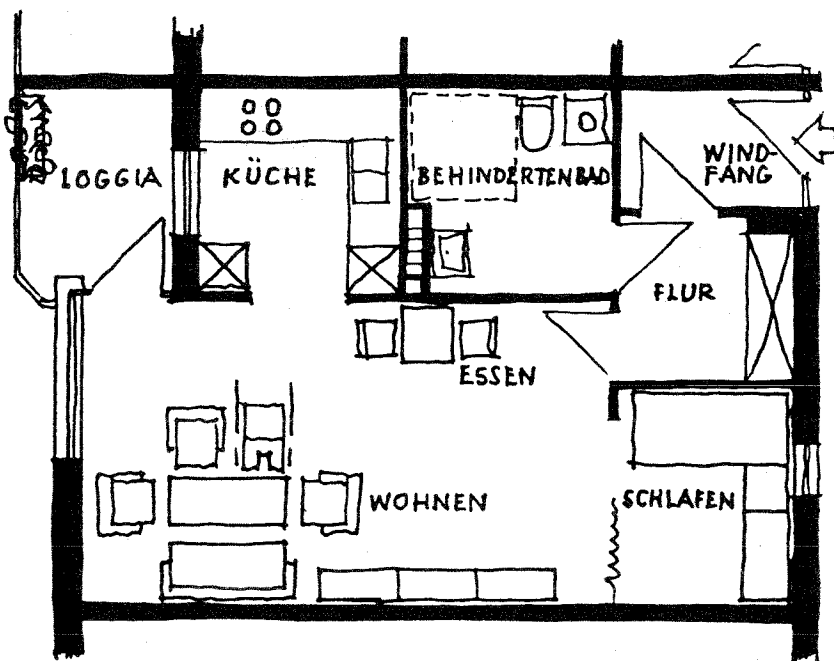 LOGGIA
KÜCHE
BEHINDERTENBAD
WIND-
FANG
FLUR
ESSEN
WOHNEN
SCHLAFEN